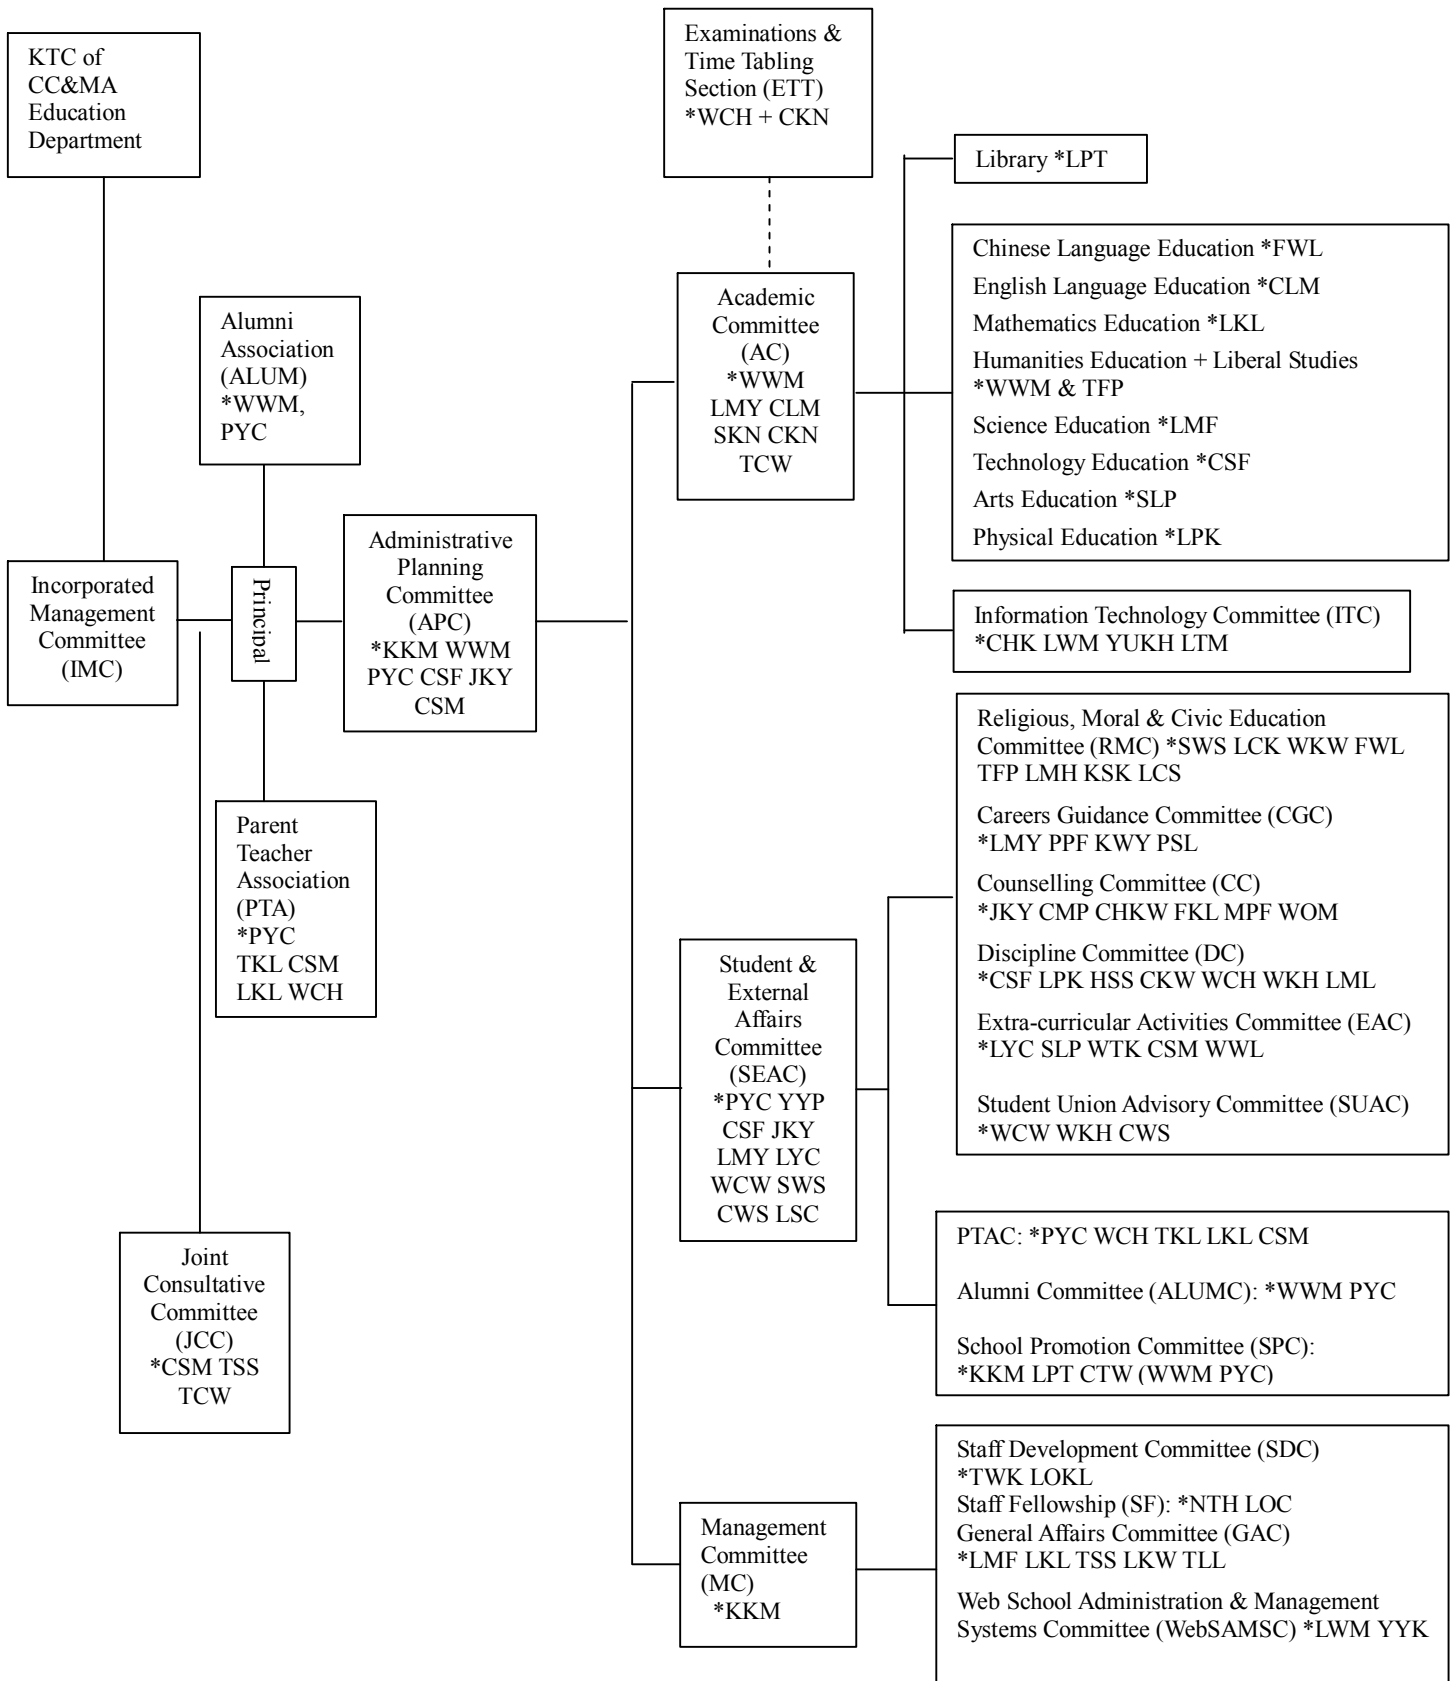 KTC of
CC&MA
Education
Department
Examinations &
Time Tabling
Section (ETT)
*WCH + CKN
Library *LPT
Chinese Language Education *FWL
English Language Education *CLM
Mathematics Education *LKL
Humanities Education + Liberal Studies
*WWM & TFP
Science Education *LMF
Technology Education *CSF
Arts Education *SLP
Physical Education *LPK
Academic
Committee
(AC)
*WWM
LMY CLM
SKN CKN
TCW
Alumni
Association
(ALUM)
*WWM,
PYC
Incorporated
Management
Committee
(IMC)
Principal
Administrative
Planning
Committee
(APC)
*KKM WWM
PYC CSF JKY
CSM
Information Technology Committee (ITC)
*CHK LWM YUKH LTM
Parent
Teacher
Association
(PTA)
*PYC
TKL CSM
LKL WCH
Religious, Moral & Civic Education
Committee (RMC) *SWS LCK WKW FWL
TFP LMH KSK LCS
Careers Guidance Committee (CGC)
*LMY PPF KWY PSL
Counselling Committee (CC)
*JKY CMP CHKW FKL MPF WOM
Discipline Committee (DC)
*CSF LPK HSS CKW WCH WKH LML
Extra-curricular Activities Committee (EAC)
*LYC SLP WTK CSM WWL
Student Union Advisory Committee (SUAC)
*WCW WKH CWS
Student &
External
Affairs
Committee
(SEAC)
*PYC YYP
CSF JKY
LMY LYC
WCW SWS
CWS LSC
Joint
Consultative
Committee
(JCC)
*CSM TSS
TCW
PTAC: *PYC WCH TKL LKL CSM
Alumni Committee (ALUMC): *WWM PYC
School Promotion Committee (SPC):
*KKM LPT CTW (WWM PYC)
Management
Committee
(MC)
*KKM
Staff Development Committee (SDC)
*TWK LOKL
Staff Fellowship (SF): *NTH LOC
General Affairs Committee (GAC)
*LMF LKL TSS LKW TLL
Web School Administration & Management
Systems Committee (WebSAMSC) *LWM YYK